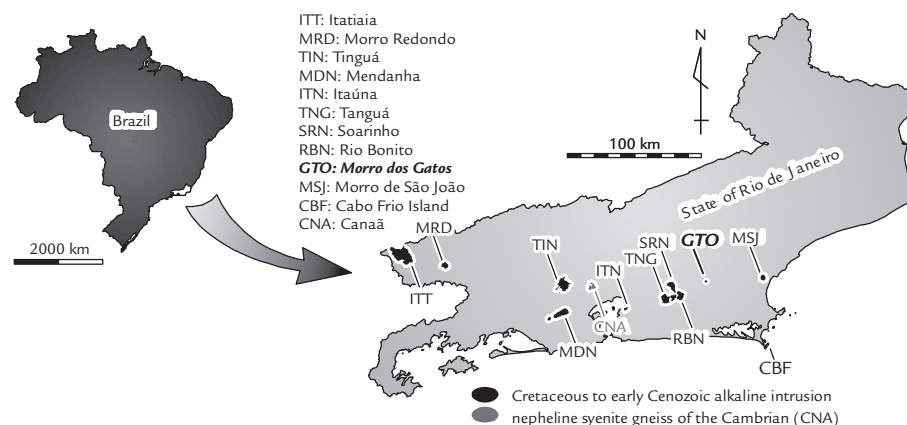 ITT: Itatiaia
MRD: Morro Redondo
TIN: Tinguá
MDN: Mendanha
ITN: Itaúna
TNG: Tanguá
SRN: Soarinho
RBN: Rio Bonito
GTO: Morro dos Gatos
MSJ: Morro de São João
CBF: Cabo Frio Island
CNA: Canaã
Brazil
2000 km
N
100 km
State of Rio de Janeiro
MRD
ITT
TIN
MDN
ITN
CNA
TNG
SRN
RBN
GTO
MSJ
CBF
Cretaceous to early Cenozoic alkaline intrusion
nepheline syenite gneiss of the Cambrian (CNA)